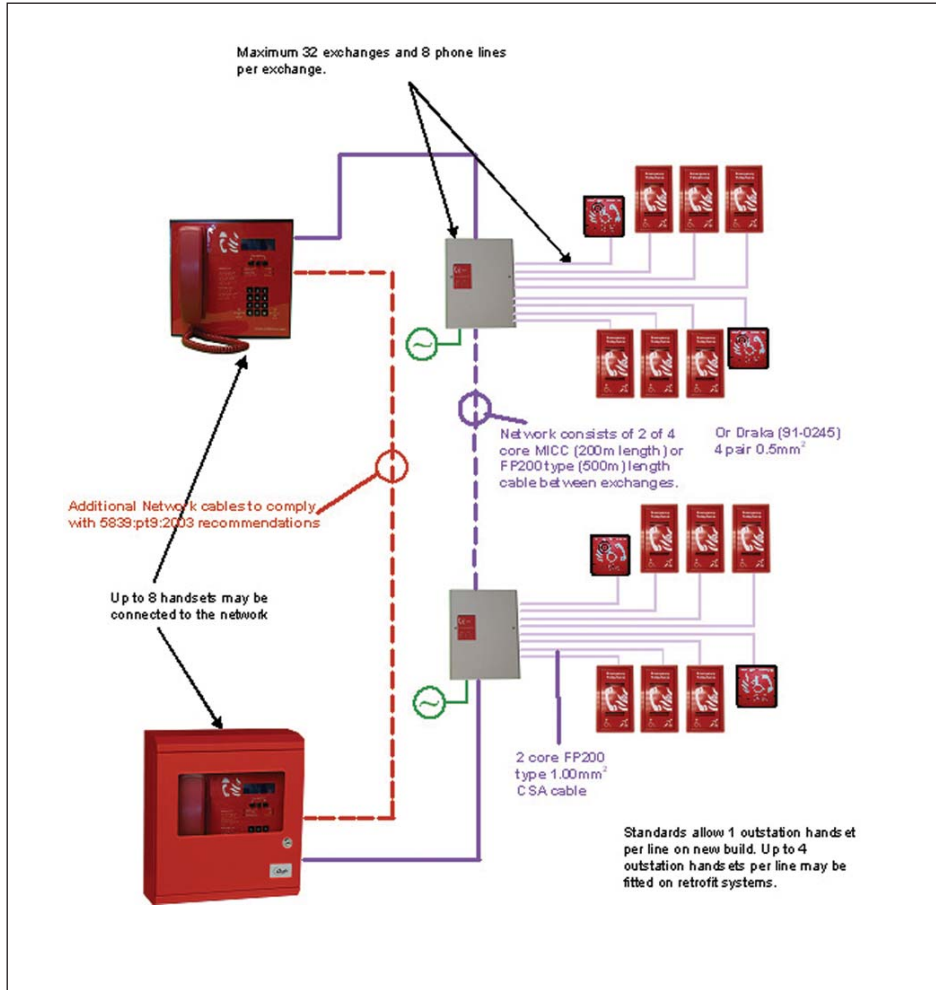 Maximum 32 exchanges and 8 phone lines
per exchange.
Network consists of 2 of 4
core MICC (200m length) or
FP200 type (500m) length
cable between exchanges.
Or Draka (91-0245)
4 pair 0.5mm²
Additional Network cables to comply
with 5839:pt9:2003 recommendations
Up to 8 handsets may be
connected to the network
2 core FP200
type 1.00mm²
CSA cable
Standards allow 1 outstation handset
per line on new build. Up to 4
outstation handsets per line may be
fitted on retrofit systems.